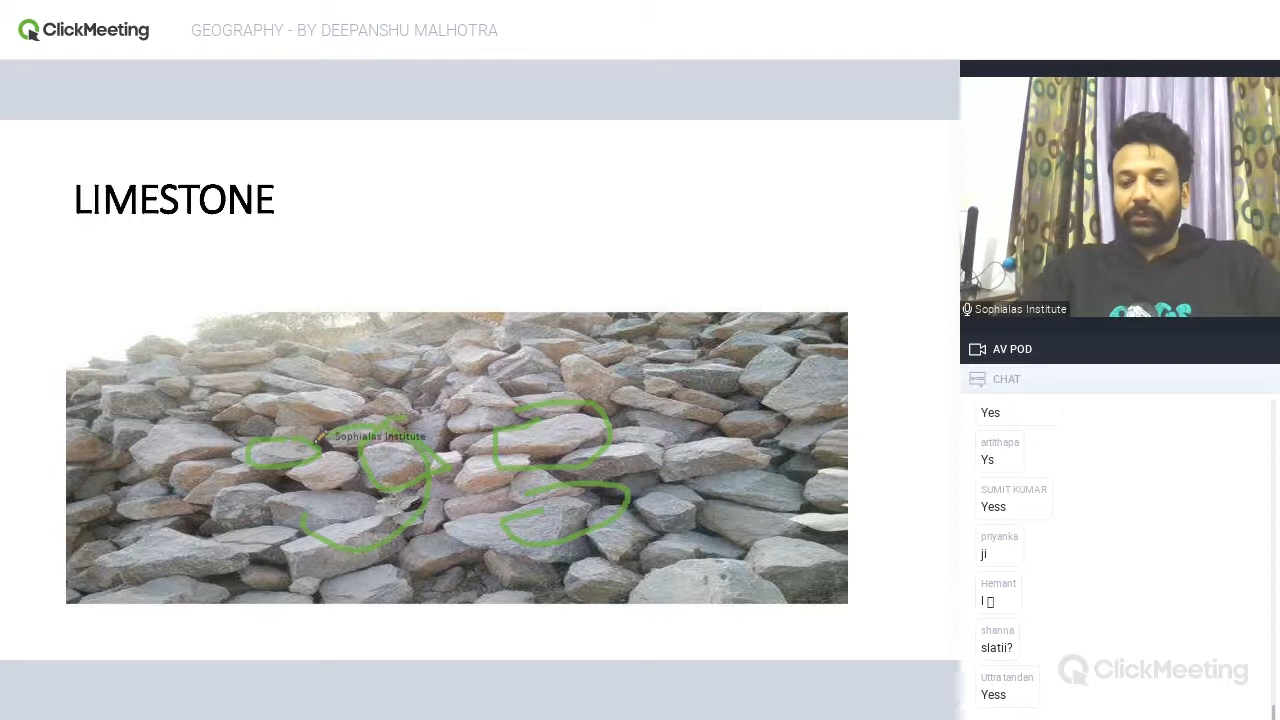 ClickMeeting
GEOGRAPHY - BY DEEPANSHU MALHOTRA
LIMESTONE
Sophialas Institute
Sophialas Institute
AV POD
CHAT
Yes
artithapa
Ys
SUMIT KUMAR
Yess
priyanka
ji
Hemant
I
shanna
slatii?
Uttra tandan
Yess
ClickMeeting